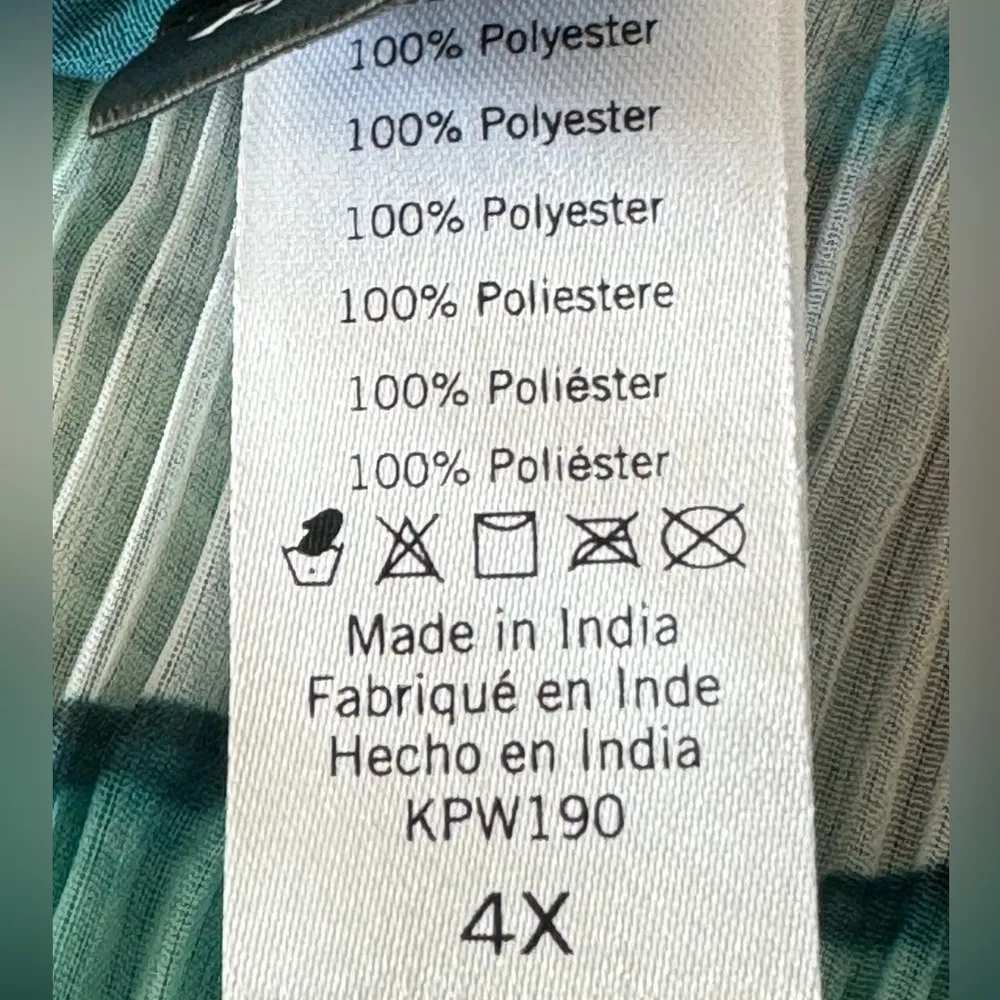 100% Polyester
100% Polyester
100% Polyester
100% Poliestere
100% Poliéster
100% Poliéster
Made in India
Fabriqué en Inde
Hecho en India
KPW190
4X